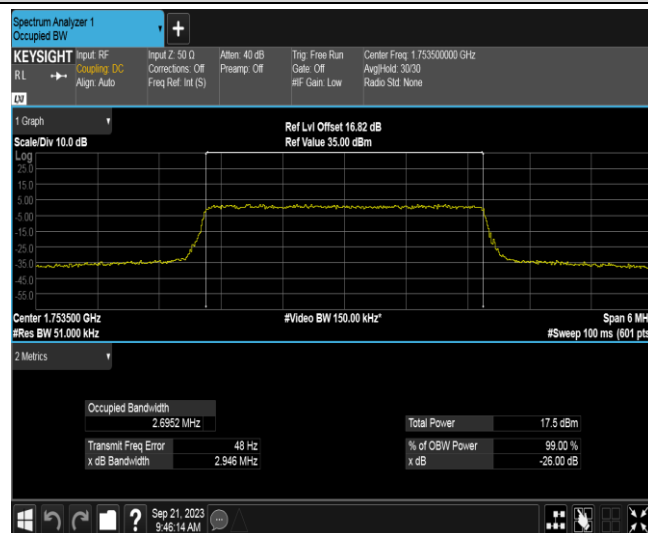 Spectrum Analyzer 1
Occupied BW
+
KEYSIGHT
RL
Input: RF
Coupling: DC
Align: Auto
Input Z: 50 Ω
Corrections: Off
Freq Ref: Int (S)
Atten: 40 dB
Preamp: Off
Trig: Free Run
Gate: Off
#IF Gain: Low
Center Freq: 1.753500000 GHz
Avg|Hold: 30/30
Radio Std: None
LXI
1 Graph
Scale/Div 10.0 dB
Ref Lvl Offset 16.82 dB
Ref Value 35.00 dBm
Log
25.0
15.0
5.00
-5.00
-15.0
-25.0
-35.0
-45.0
-55.0
Center 1.753500 GHz
#Video BW 150.00 kHz*
Span 6 MH
#Res BW 51.000 kHz
#Sweep 100 ms (601 pts
2 Metrics
Occupied Bandwidth
2.6952 MHz
Total Power 17.5 dBm
Transmit Freq Error 48 Hz
% of OBW Power 99.00 %
x dB Bandwidth 2.946 MHz
x dB -26.00 dB
?
Sep 21, 2023
9:46:14 AM